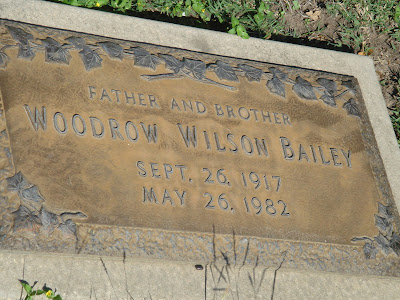 FATHER AND BROTHER
WOODROW WILSON BAILEY
SEPT. 26, 1917
MAY 26, 1982